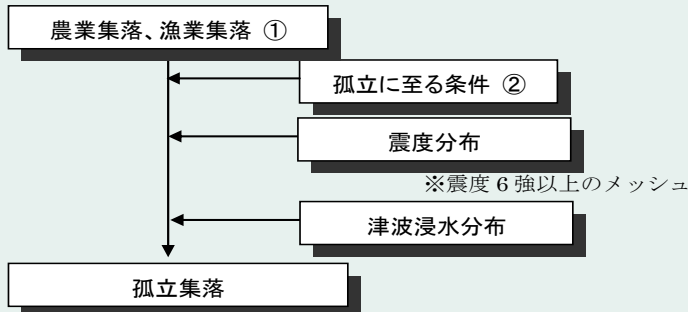 農業集落、漁業集落 ①
孤立に至る条件 ②
震度分布
※震度 6 強以上のメッシュ
津波浸水分布
孤立集落